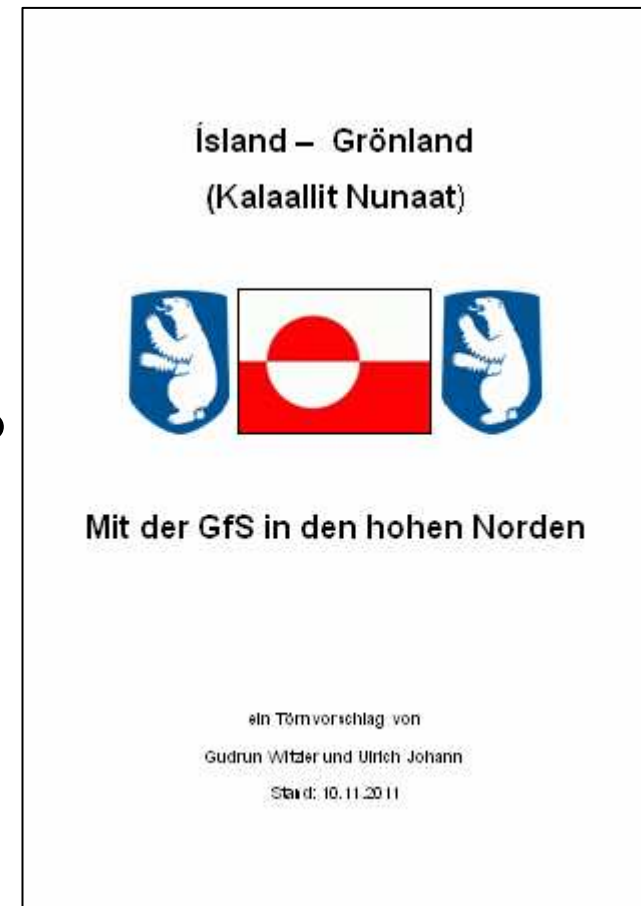 Ísland – Grönland
(Kalaallit Nunaat)
Mit der GfS in den hohen Norden
ein Törnvorschlag von
Gudrun Witzler und Ulrich Johann
Stand: 10.11.2011